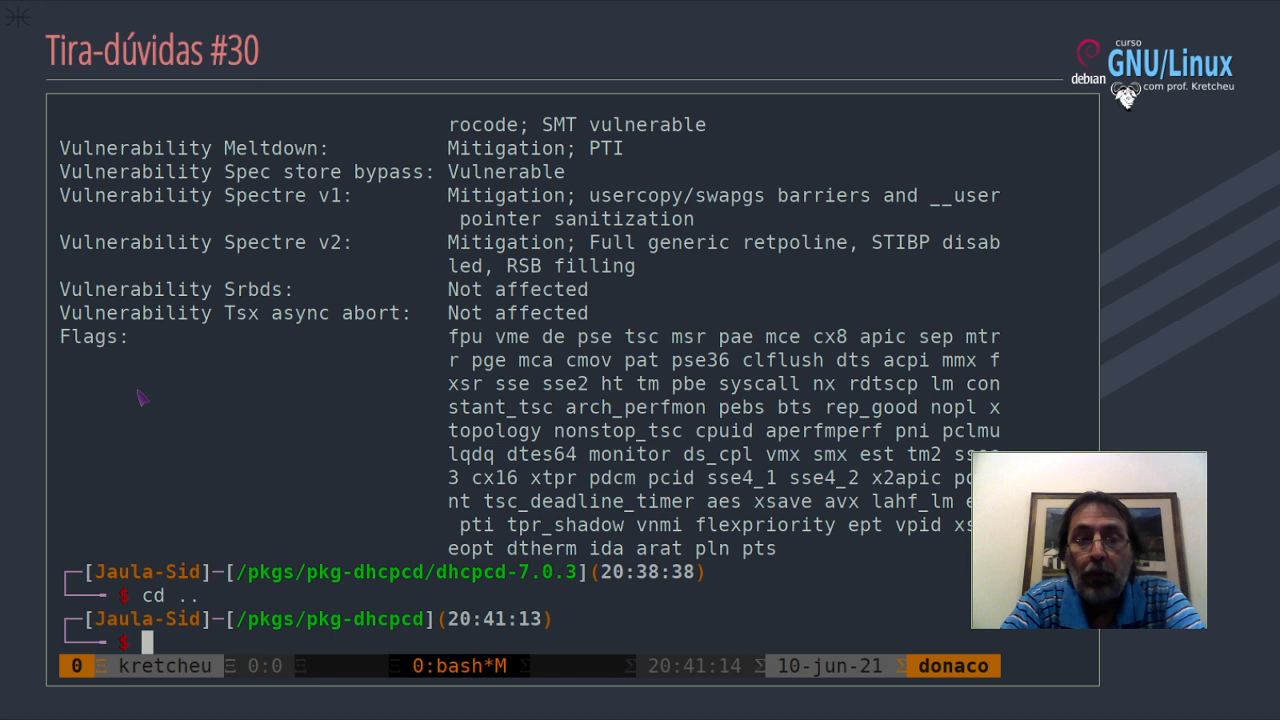 Tira-dúvidas #30
curso
GNU/Linux
debian
com prof. Kretcheu
rocode; SMT vulnerable
Vulnerability Meltdown: Mitigation; PTI
Vulnerability Spec store bypass: Vulnerable
Vulnerability Spectre v1: Mitigation; usercopy/swapgs barriers and __user
pointer sanitization
Vulnerability Spectre v2: Mitigation; Full generic retpoline, STIBP disab
led, RSB filling
Vulnerability Srbds: Not affected
Vulnerability Tsx async abort: Not affected
Flags: fpu vme de pse tsc msr pae mce cx8 apic sep mtr
r pge mca cmov pat pse36 clflush dts acpi mmx f
xsr sse sse2 ht tm pbe syscall nx rdtscp lm con
stant_tsc arch_perfmon pebs bts rep_good nopl x
topology nonstop_tsc cpuid aperfmperf pni pclmu
lqdq dtes64 monitor ds_cpl vmx smx est tm2
3 cx16 xtpr pdcm pcid sse4_1 sse4_2 x2apic
nt tsc_deadline_timer aes xsave avx lahf_lm
pti tpr_shadow vnmi flexpriority ept vpid
eopt dtherm ida arat pln pts
[Jaula-Sid]─[/pkgs/pkg-dhcpcd/dhcpcd-7.0.3](20:38:38)
$ cd ..
[Jaula-Sid]─[/pkgs/pkg-dhcpcd](20:41:13)
$
0 Ξ kretcheu Ξ 0:0 Ξ Ξ 0:bash*M Σ 20:41:14 Σ 10-jun-21 Σ donaco